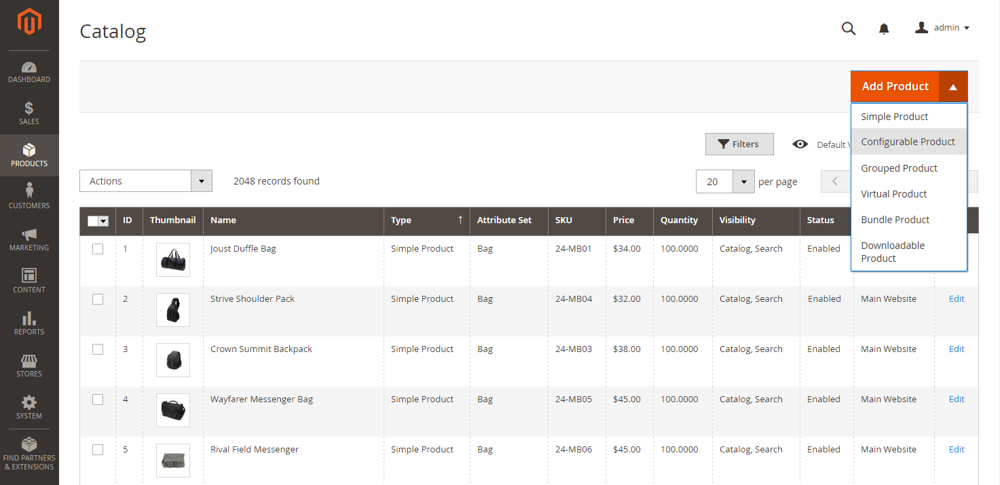 Catalog
admin
DASHBOARD
SALES
PRODUCTS
CUSTOMERS
MARKETING
CONTENT
REPORTS
STORES
SYSTEM
FIND PARTNERS
& EXTENSIONS
Add Product
Simple Product
Configurable Product
Grouped Product
Virtual Product
Bundle Product
Downloadable
Product
Filters
Default V
Actions
2048 records found
20
per page
ID Thumbnail Name Type ↑ Attribute Set SKU Price Quantity Visibility Status
1 Joust Duffle Bag Simple Product Bag 24-MB01 $34.00 100.0000 Catalog, Search Enabled
2 Strive Shoulder Pack Simple Product Bag 24-MB04 $32.00 100.0000 Catalog, Search Enabled Main Website Edit
3 Crown Summit Backpack Simple Product Bag 24-MB03 $38.00 100.0000 Catalog, Search Enabled Main Website Edit
4 Wayfarer Messenger Bag Simple Product Bag 24-MB05 $45.00 100.0000 Catalog, Search Enabled Main Website Edit
5 Rival Field Messenger Simple Product Bag 24-MB06 $45.00 100.0000 Catalog, Search Enabled Main Website Edit